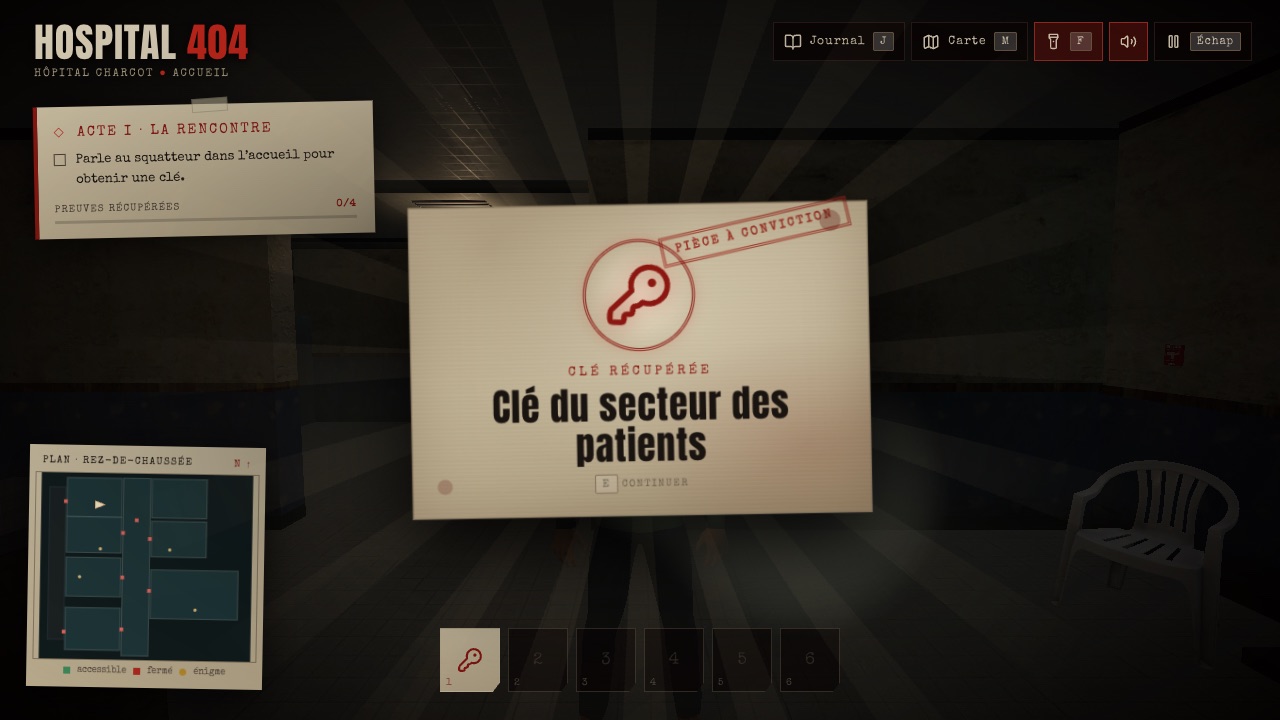 HOSPITAL 404
HÔPITAL CHARCOT • ACCUEIL
Journal J
Carte M
F
Échap
◇ ACTE I · LA RENCONTRE
Parle au squatteur dans l'accueil pour
obtenir une clé.
PREUVES RÉCUPÉRÉES 0/4
PIÈCE À CONVICTION
CLÉ RÉCUPÉRÉE
Clé du secteur des
patients
E CONTINUER
PLAN · REZ-DE-CHAUSSÉE N ↑
accessible fermé énigme
1
2 2
3 3
4 4
5 5
6 6